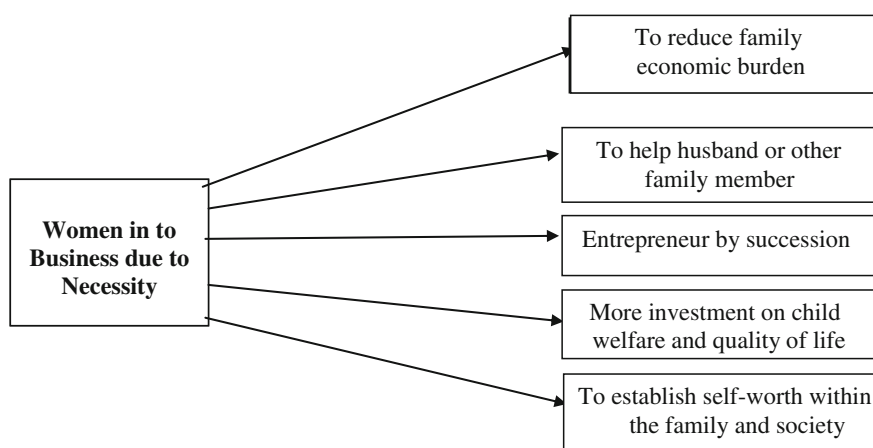 To reduce family
economic burden
To help husband or other
family member
Women in to
Business due to
Necessity
Entrepreneur by succession
More investment on child
welfare and quality of life
To establish self-worth within
the family and society